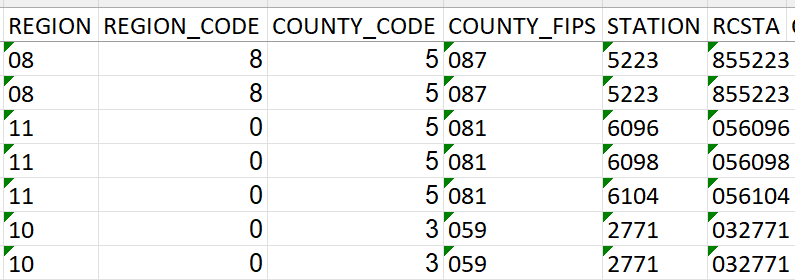 REGION REGION_CODE COUNTY_CODE COUNTY_FIPS STATION RCSTA
08 8 5 087 5223 855223
08 8 5 087 5223 855223
11 0 5 081 6096 056096
11 0 5 081 6098 056098
11 0 5 081 6104 056104
10 0 3 059 2771 032771
10 0 3 059 2771 032771